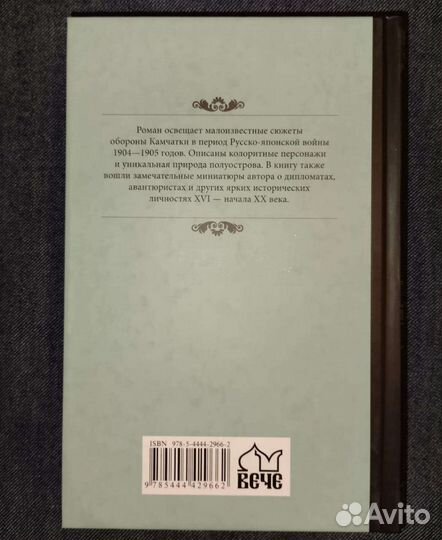 Роман освещает малоизвестные сюжеты
обороны Камчатки в период Русско-японской войны
1904—1905 годов. Описаны колоритные персонажи
и уникальная природа полуострова. В книгу также
вошли замечательные миниатюры автора о дипломатах,
авантюристах и других ярких исторических
личностях XVI — начала XX века.
ISBN 978-5-4444-2966-2
9 785444 429662
ВЕЧЕ
Avito